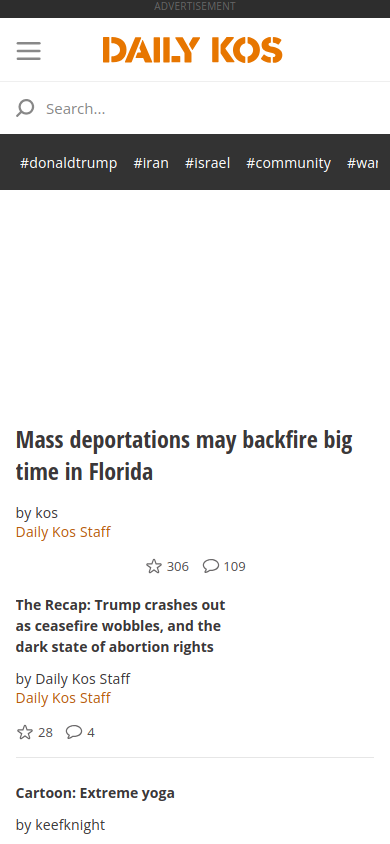 ADVERTISEMENT
DAILY KOS
Search...
#donaldtrump #iran #israel #community #war
Mass deportations may backfire big
time in Florida
by kos
Daily Kos Staff
306 109
The Recap: Trump crashes out
as ceasefire wobbles, and the
dark state of abortion rights
by Daily Kos Staff
Daily Kos Staff
28 4
Cartoon: Extreme yoga
by keefknight